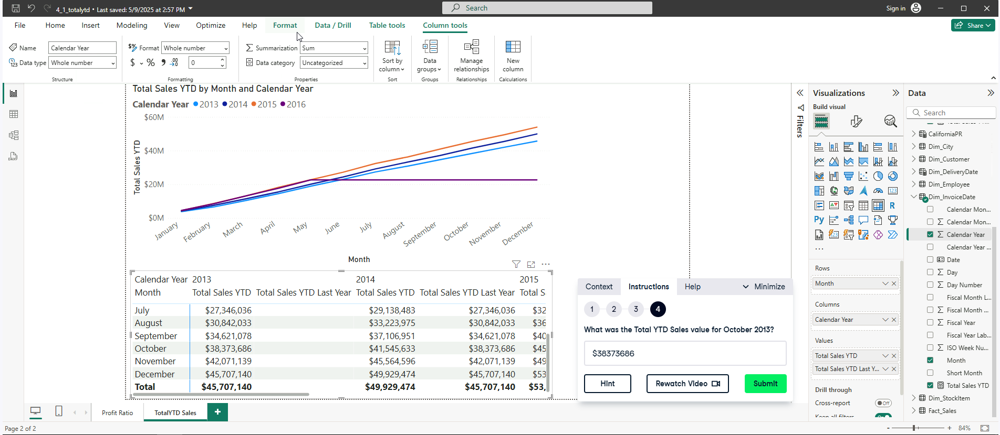 4_1_totalytd • Last saved: 5/9/2025 at 2:57 PM
Search
Sign in
File Home Insert Modeling View Optimize Help Format Data / Drill Table tools Column tools
Share
Name Calendar Year
Data type Whole number
Structure
Format Whole number
$ % 0
Formatting
Summarization Sum
Data category Uncategorized
Properties
Sort by column
Sort
Data groups
Groups
Manage relationships
Relationships
New column
Calculations
Total Sales YTD by Month and Calendar Year
Calendar Year 2013 2014 2015 2016
$60M
$40M
$20M
$0M
Total Sales YTD
January February March April May June July August September October November December
Month
Calendar Year 2013 2014 2015
Month Total Sales YTD Total Sales YTD Last Year Total Sales YTD Total Sales YTD Last Year Total S
July $27,346,036 $29,138,483 $27,346,036 $32
August $30,842,033 $33,223,975 $30,842,033 $36
September $34,621,078 $37,106,951 $34,621,078 $40
October $38,373,686 $41,545,633 $38,373,686 $45
November $42,071,139 $45,564,596 $42,071,139 $49
December $45,707,140 $49,929,474 $45,707,140 $53
Total $45,707,140 $49,929,474 $45,707,140 $53,
Context Instructions Help Minimize
1 2 3 4
What was the Total YTD Sales value for October 2013?
$38373686
Hint Rewatch Video Submit
Filters
Visualizations
Build visual
123
R
Py
123
...
Rows
Month
Columns
Calendar Year
Values
Total Sales YTD
Total Sales YTD Last Y...
Drill through
Cross-report Off
Keep all filters On
Data
Search
CaliforniaPR
Dim_City
Dim_Customer
Dim_DeliveryDate
Dim_Employee
Dim_InvoiceDate
Calendar Mon...
Calendar Mon...
Calendar Year
Calendar Year ...
Date
Day
Day Number
Fiscal Month L...
Fiscal Month ...
Fiscal Year
Fiscal Year Lab...
ISO Week Nu...
Month
Short Month
Total Sales YTD
Dim_StockItem
Fact_Sales
Profit Ratio TotalYTD Sales +
Page 2 of 2
- + 84%